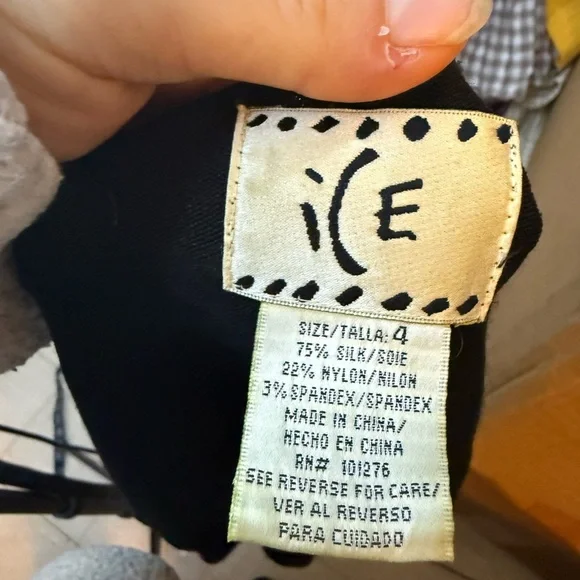 iCE
SIZE/TALLA: 4
75% SILK/SOIE
22% NYLON/NILON
3% SPANDEX/SPANDEX
MADE IN CHINA/
HECHO EN CHINA
RN# 101276
SEE REVERSE FOR CARE/
VER AL REVERSO
PARA CUIDADO